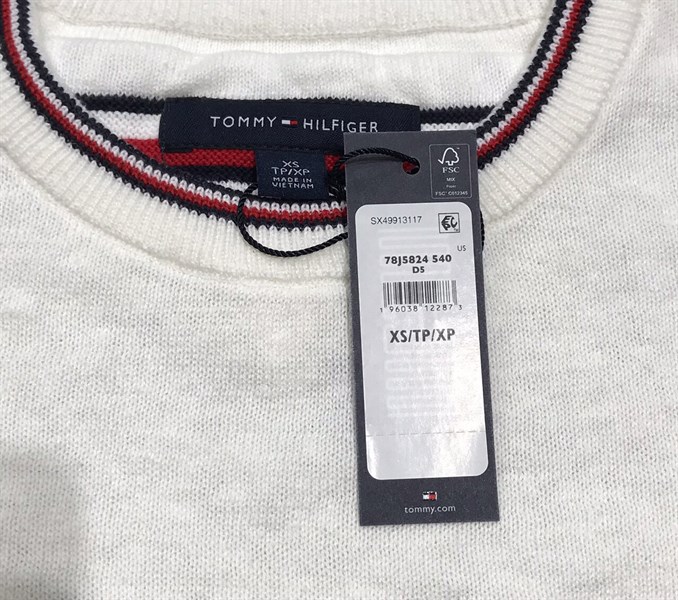 TOMMY HILFIGER
XS
TP/XP
MADE IN
VIETNAM
FSC
MIX
SX49913117
US
78J5824 540
D5
1 96038 12287 3
XS/TP/XP
tommy.com